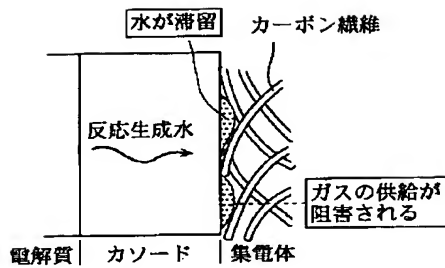 水が滞留
カーボン繊維
反応生成水
ガスの供給が
阻害される
電解質
カソード
集電体